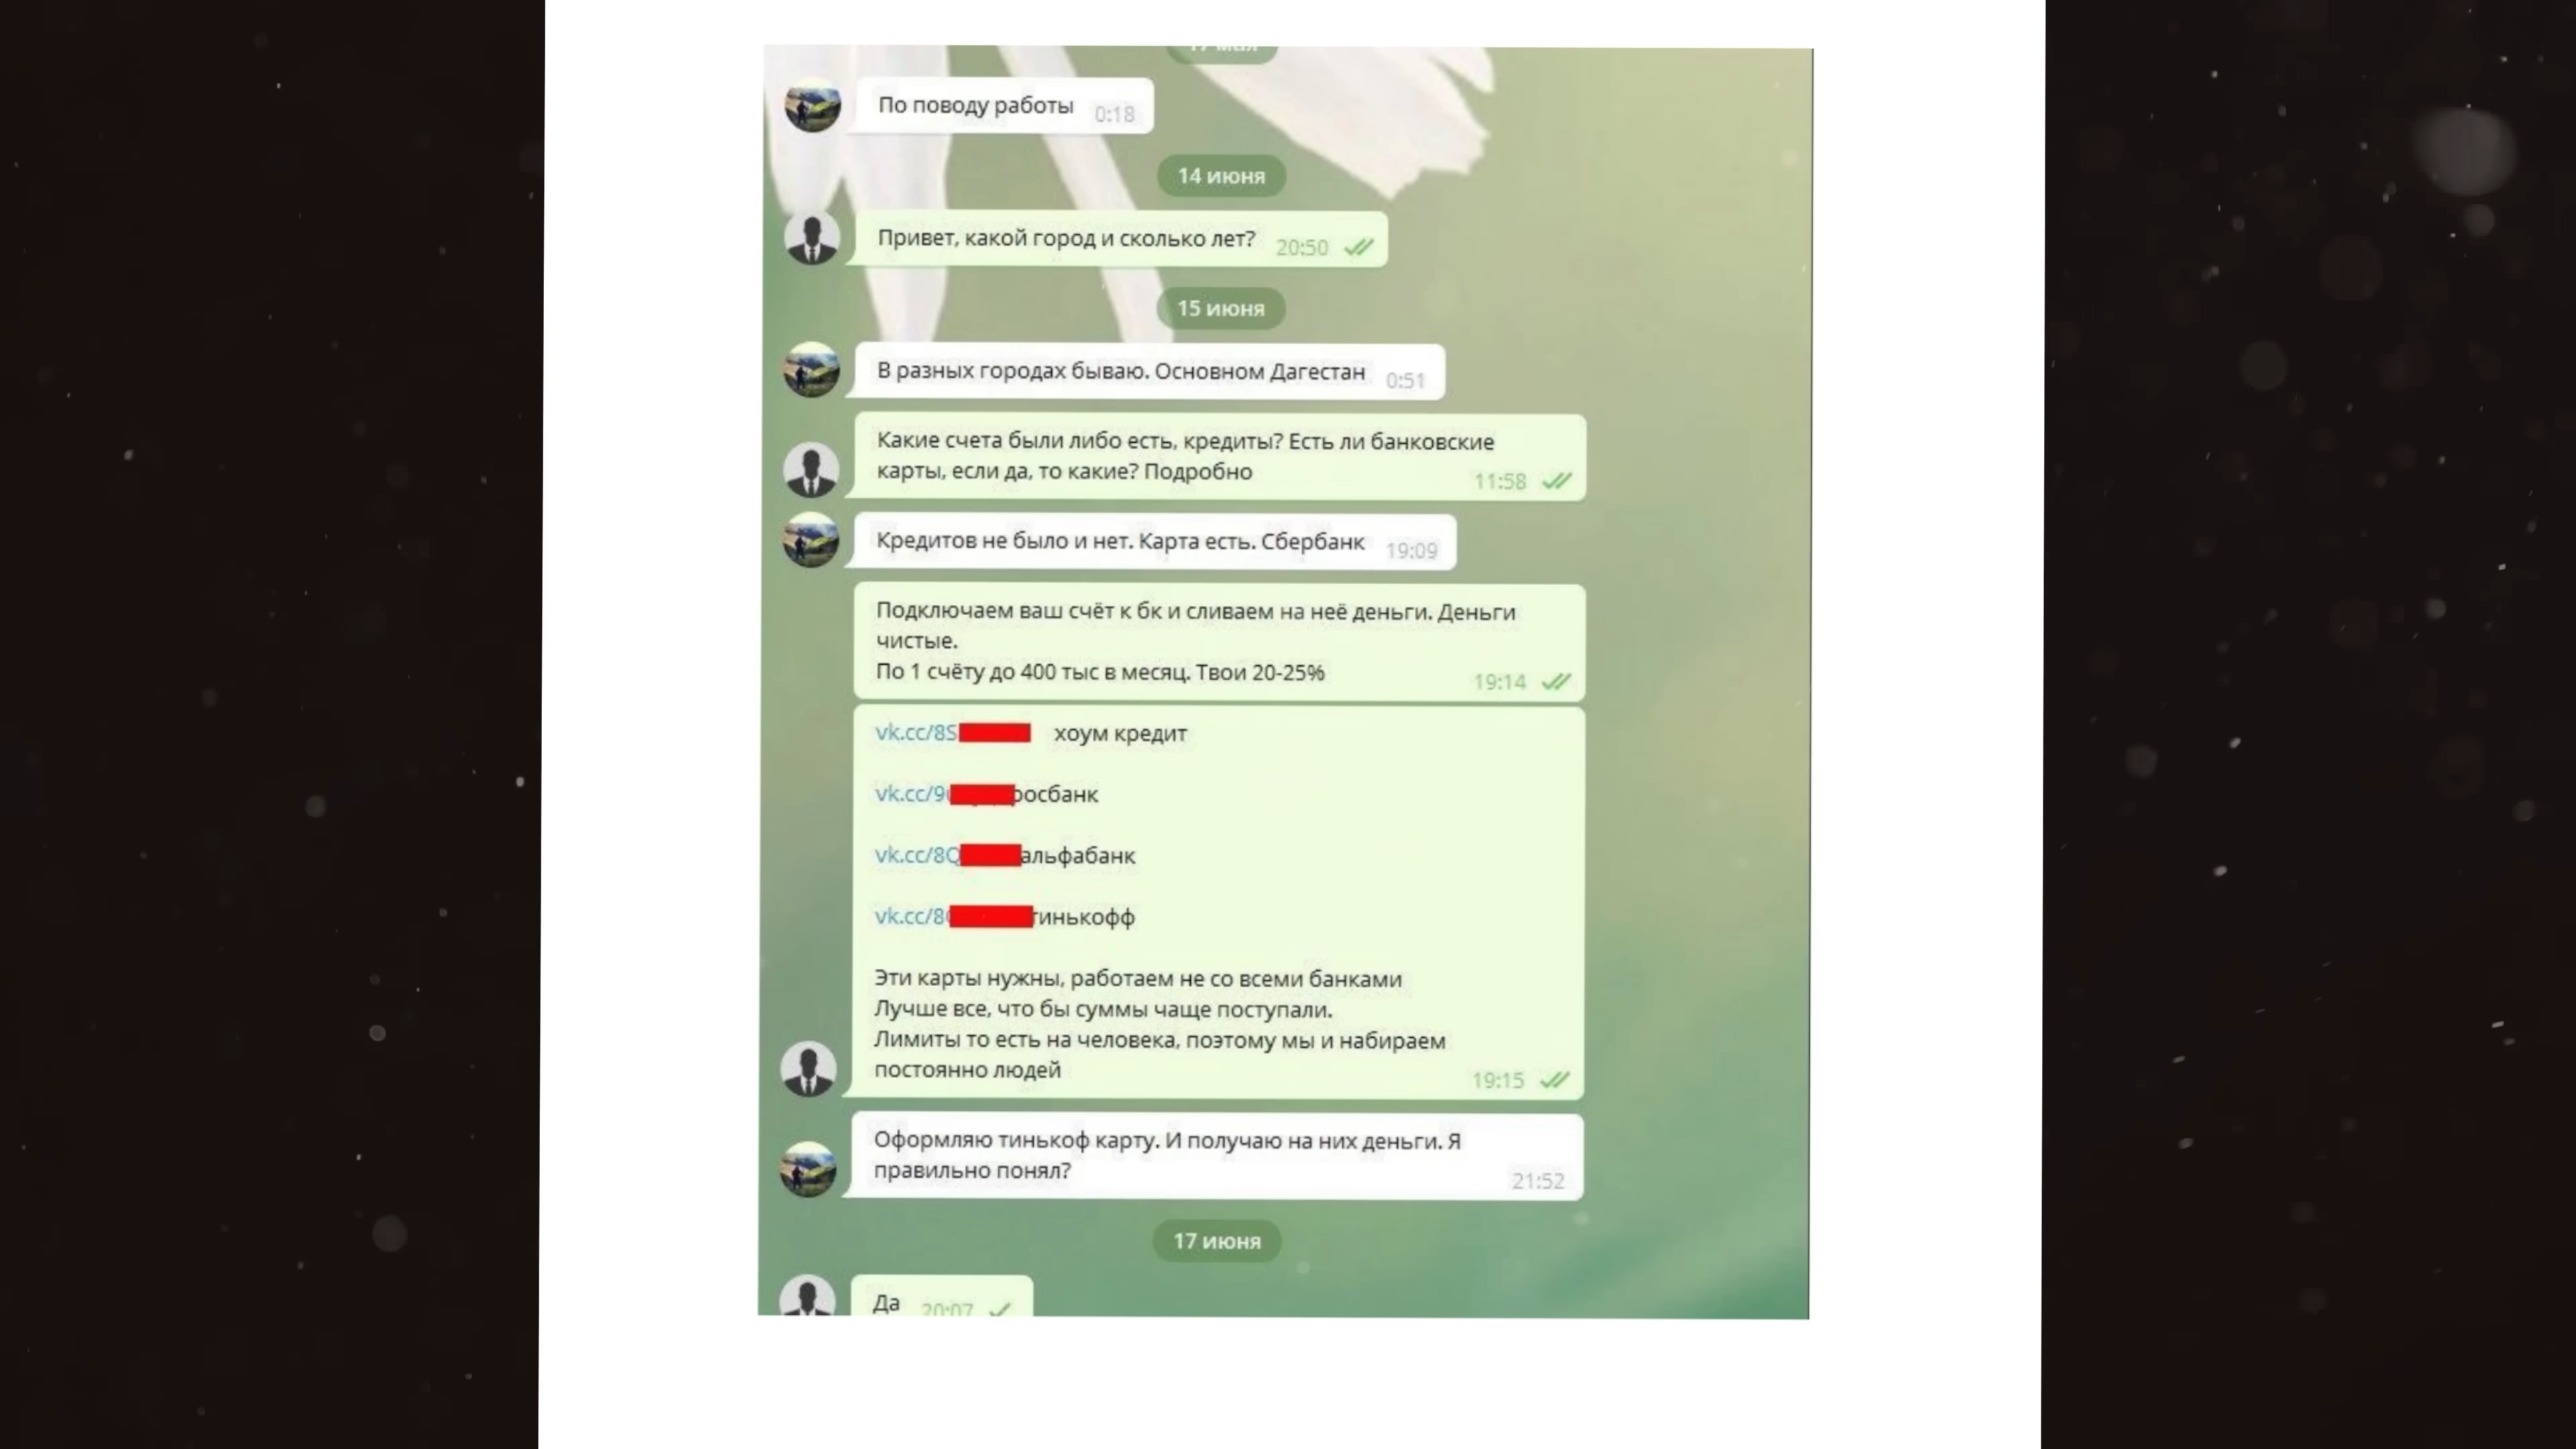 По поводу работы 0:18
14 июня
Привет, какой город и сколько лет? 20:50
15 июня
В разных городах бываю. Основном Дагестан 0:51
Какие счета были либо есть, кредиты? Есть ли банковские
карты, если да, то какие? Подробно 11:58
Кредитов не было и нет. Карта есть. Сбербанк 19:09
Подключаем ваш счёт к бк и сливаем на неё деньги. Деньги
чистые.
По 1 счёту до 400 тыс в месяц. Твои 20-25% 19:14
vk.cc/8S хоум кредит
vk.cc/9 росбанк
vk.cc/8Q альфабанк
vk.cc/8 тинькофф
Эти карты нужны, работаем не со всеми банками
Лучше все, что бы суммы чаще поступали.
Лимиты то есть на человека, поэтому мы и набираем
постоянно людей 19:15
Оформляю тинькоф карту. И получаю на них деньги. Я
правильно понял? 21:52
17 июня
Да 20:07